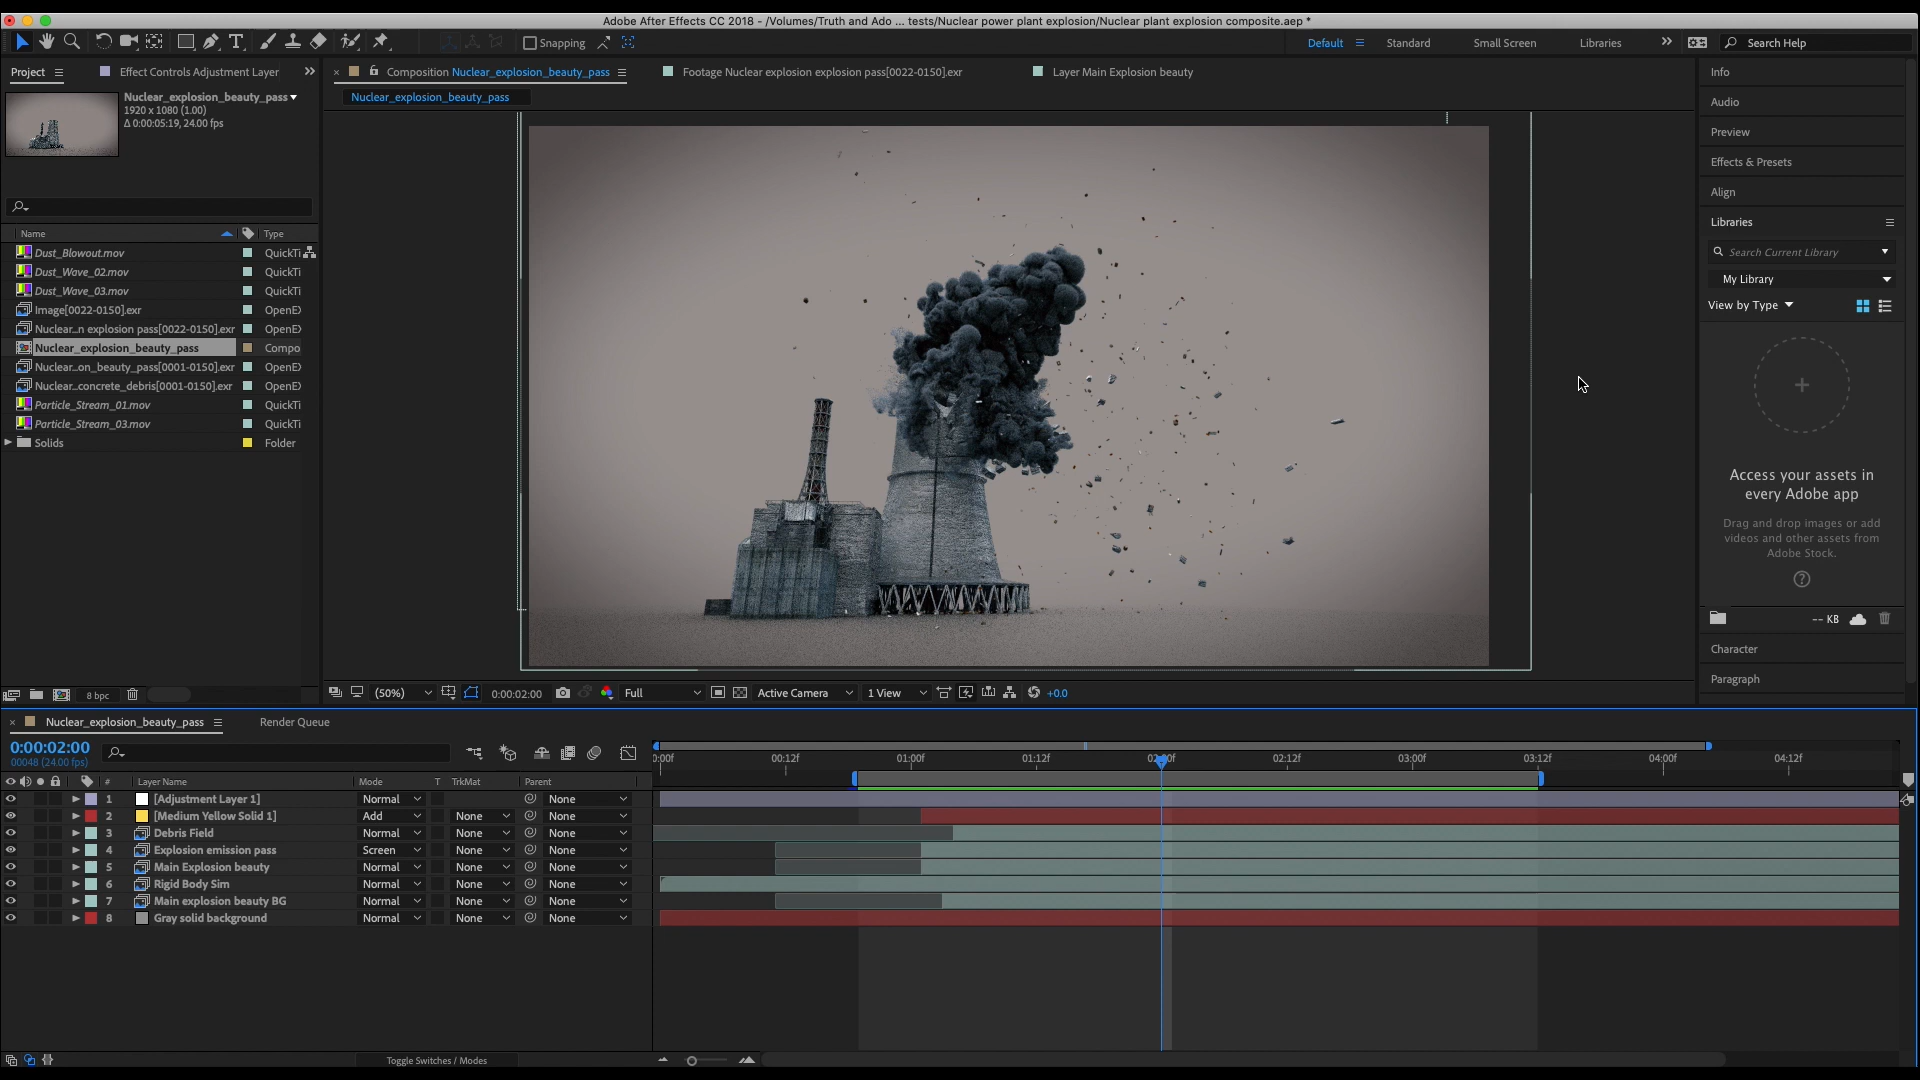 Adobe After Effects CC 2018 - /Volumes/Truth and Ado ... tests/Nuclear power plant explosion/Nuclear plant explosion composite.aep *
Snapping
Default
Standard
Small Screen
Libraries
Search Help
Project
Effect Controls Adjustment Layer
Composition Nuclear_explosion_beauty_pass
Footage Nuclear explosion explosion pass[0022-0150].exr
Layer Main Explosion beauty
Nuclear_explosion_beauty_pass
1920 x 1080 (1.00)
Δ 0:00:05:19, 24.00 fps
Nuclear_explosion_beauty_pass
Name Type
Dust_Blowout.mov QuickTi
Dust_Wave_02.mov QuickTi
Dust_Wave_03.mov QuickTi
Image[0022-0150].exr OpenE
Nuclear...n explosion pass[0022-0150].exr OpenE
Nuclear_explosion_beauty_pass Compo
Nuclear...on_beauty_pass[0001-0150].exr OpenE
Nuclear...concrete_debris[0001-0150].exr OpenE
Particle_Stream_01.mov QuickTi
Particle_Stream_03.mov QuickTi
Solids Folder
8 bpc
(50%) 0:00:02:00 Full Active Camera 1 View +0.0
Info
Audio
Preview
Effects & Presets
Align
Libraries
Search Current Library
My Library
View by Type
Access your assets in
every Adobe app
Drag and drop images or add
videos and other assets from
Adobe Stock.
-- KB
Character
Paragraph
Nuclear_explosion_beauty_pass
Render Queue
0:00:02:00
00048 (24.00 fps)
:00f 00:12f 01:00f 01:12f 02:00f 02:12f 03:00f 03:12f 04:00f 04:12f
# Layer Name Mode T TrkMat Parent
1 [Adjustment Layer 1] Normal None
2 [Medium Yellow Solid 1] Add None None
3 Debris Field Normal None None
4 Explosion emission pass Screen None None
5 Main Explosion beauty Normal None None
6 Rigid Body Sim Normal None None
7 Main explosion beauty BG Normal None None
8 Gray solid background Normal None None
Toggle Switches / Modes